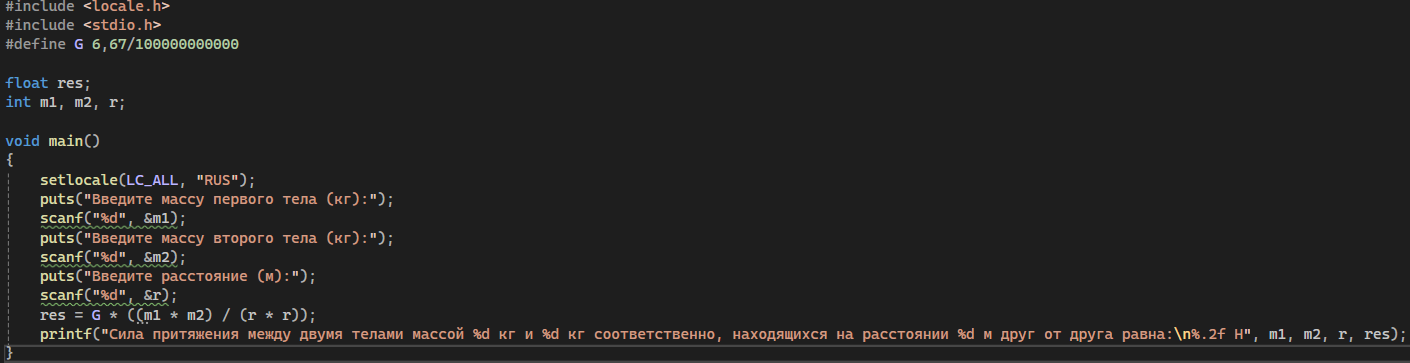 #include <locale.h>
#include <stdio.h>
#define G 6,67/100000000000
float res;
int m1, m2, r;
void main()
{
setlocale(LC_ALL, "RUS");
puts("Введите массу первого тела (кг):");
scanf("%d", &m1);
puts("Введите массу второго тела (кг):");
scanf("%d", &m2);
puts("Введите расстояние (м):");
scanf("%d", &r);
res = G * ((m1 * m2) / (r * r));
printf("Сила притяжения между двумя телами массой %d кг и %d кг соответственно, находящихся на расстоянии %d м друг от друга равна:\n%.2f Н", m1, m2, r, res);
}